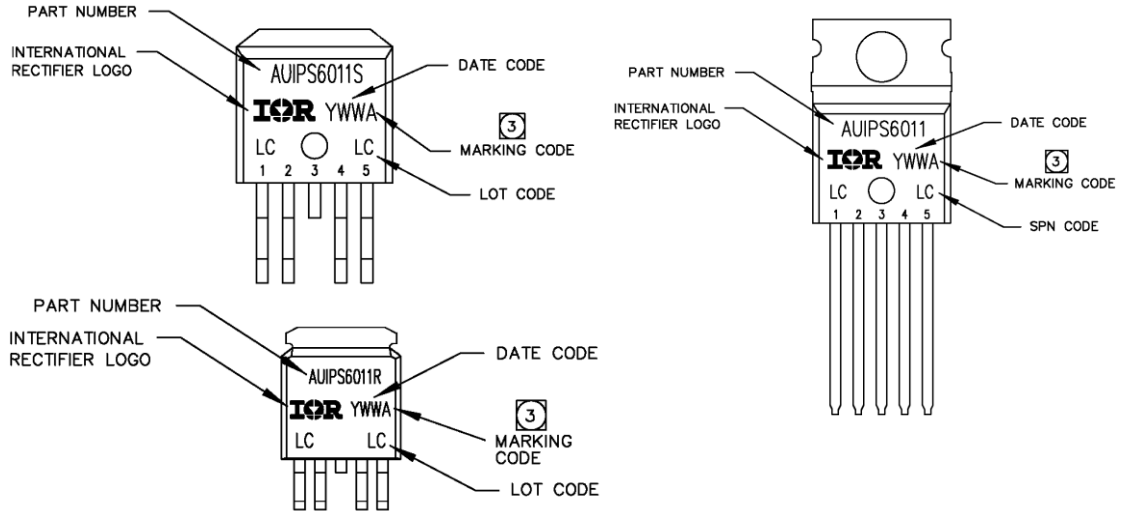 PART NUMBER
INTERNATIONAL
RECTIFIER LOGO
AUIPS6011S
DATE CODE
IOR YWWA
3
MARKING CODE
LC LC
LOT CODE
1 2 3 4 5
PART NUMBER
INTERNATIONAL
RECTIFIER LOGO
AUIPS6011R
DATE CODE
IOR YWWA
3
MARKING
CODE
LC LC
LOT CODE
PART NUMBER
INTERNATIONAL
RECTIFIER LOGO
AUIPS6011
DATE CODE
IOR YWWA
3
MARKING CODE
LC LC
1 2 3 4 5
SPN CODE